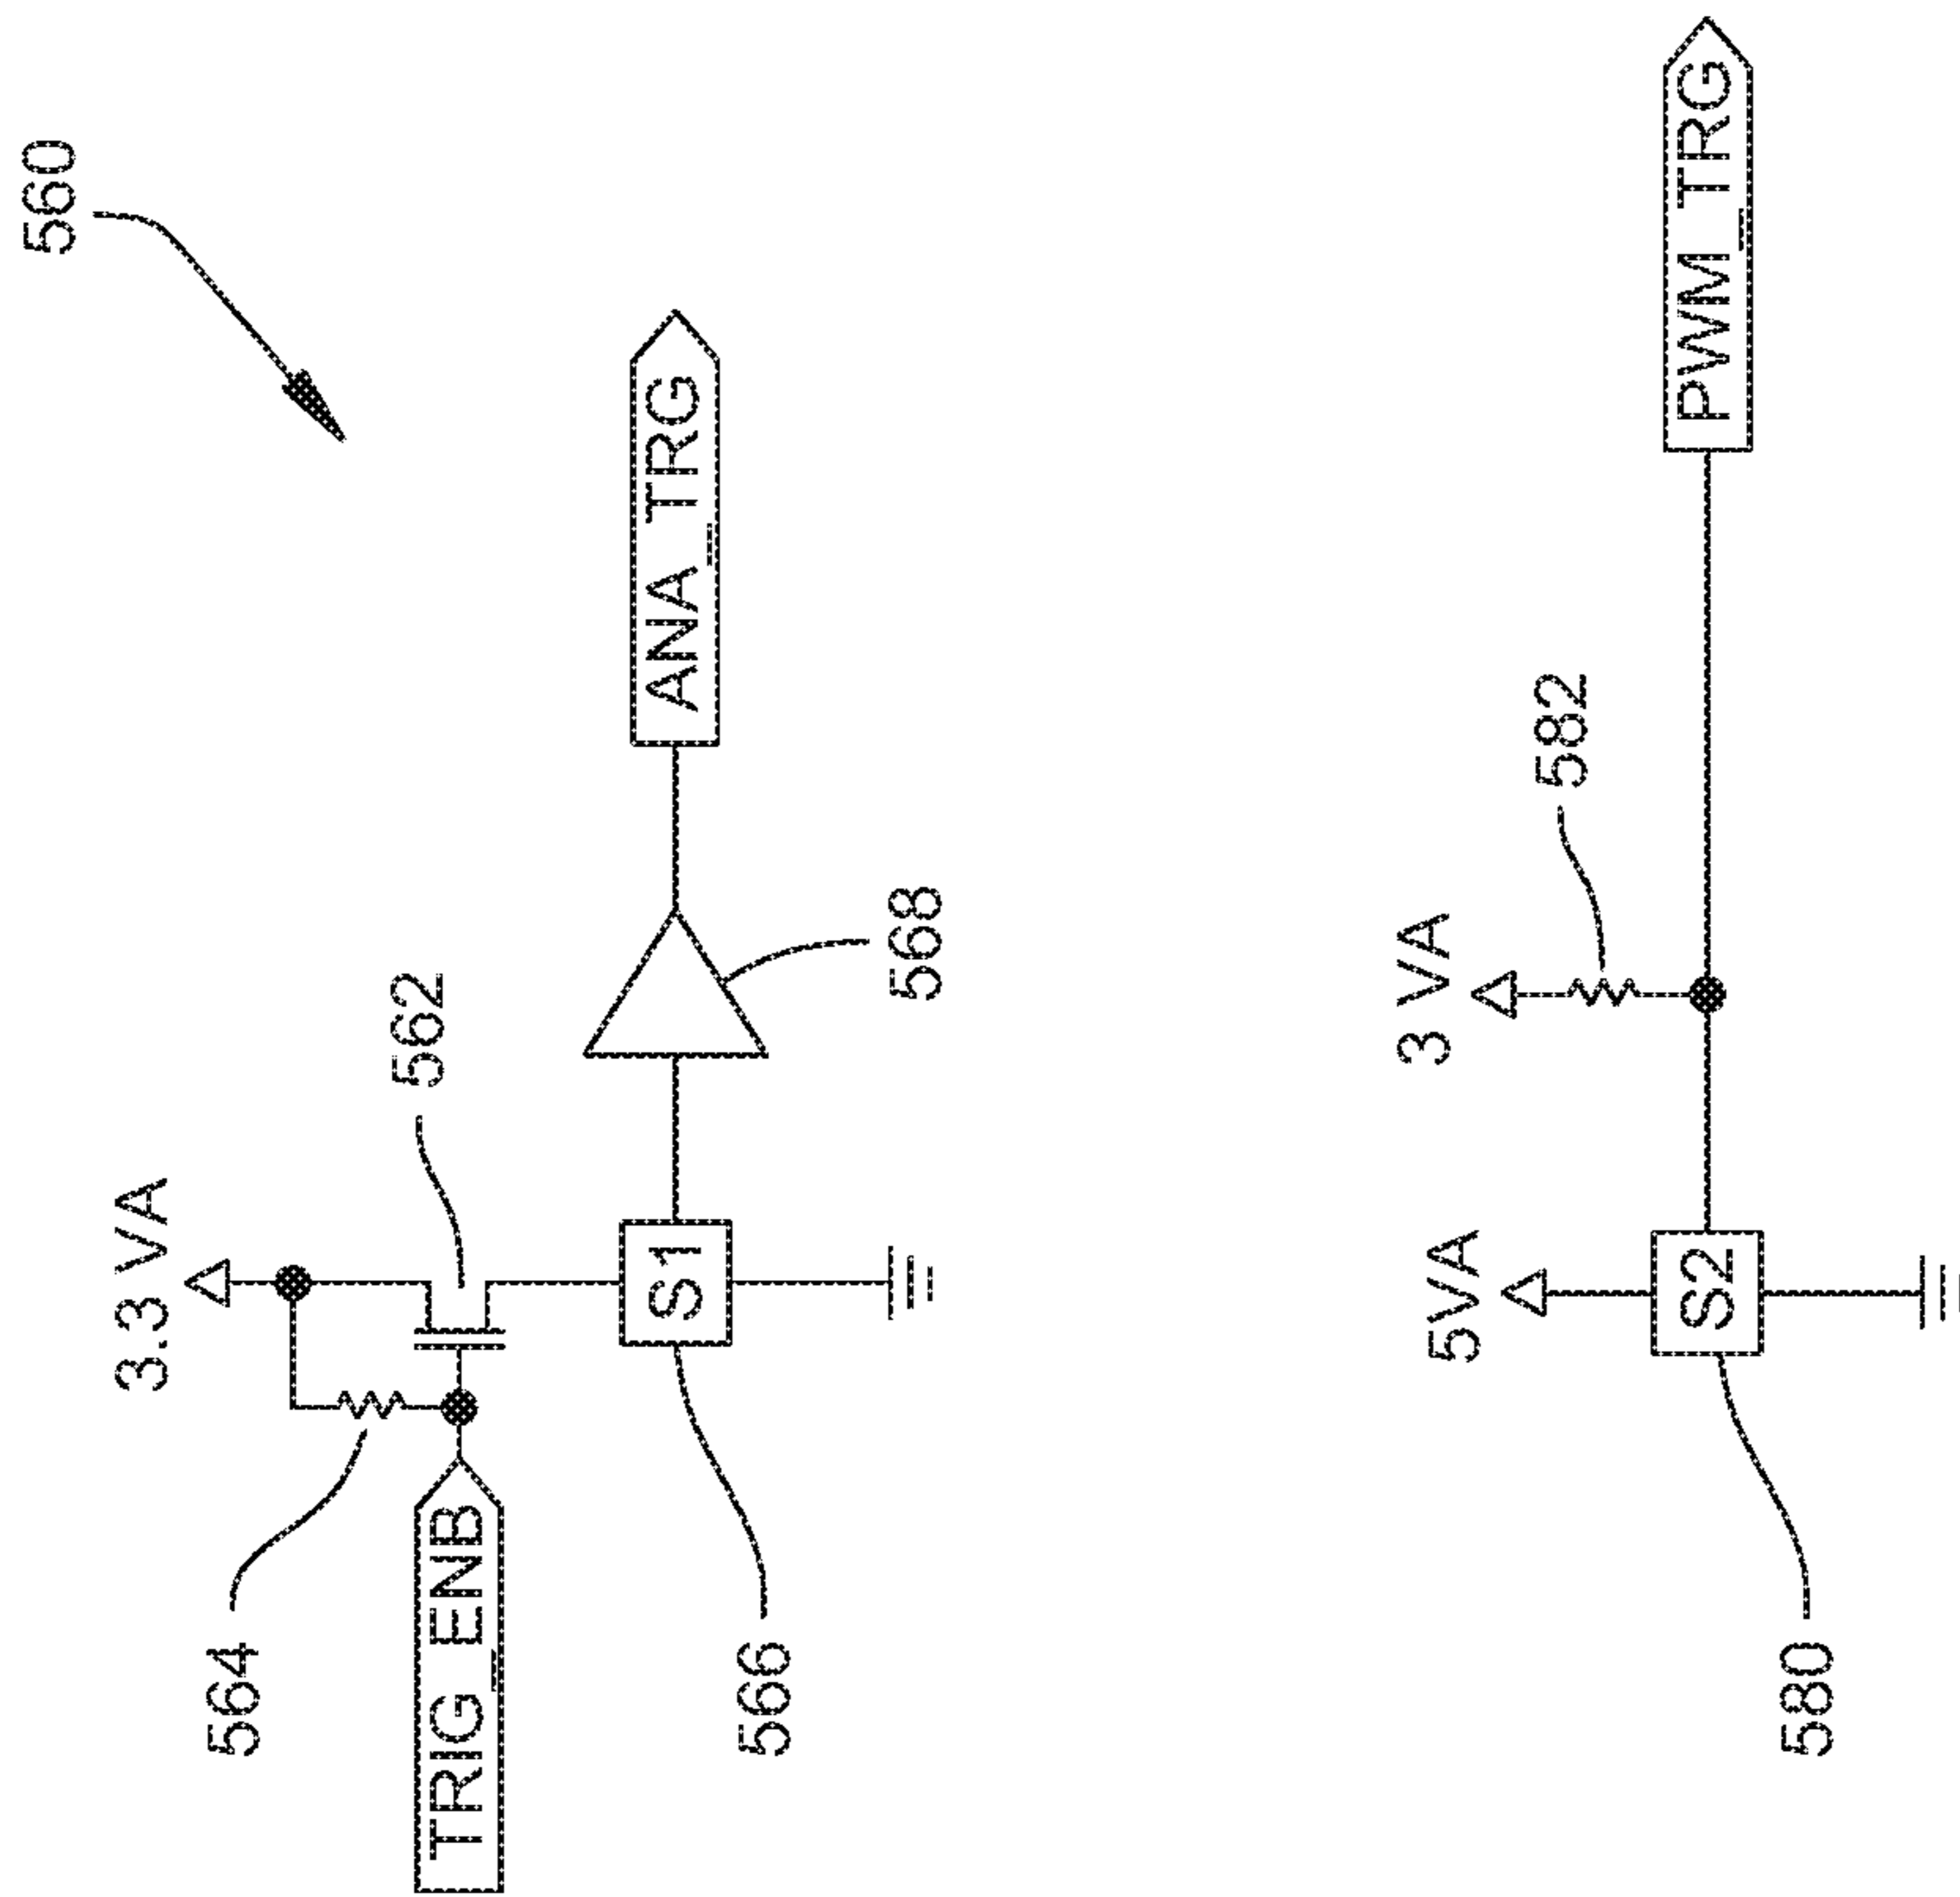 560
3.3 VA
564
562
TRIG_ENB
ANA_TRG
S1
566
568
5VA
3 VA
582
S2
PWM_TRG
580